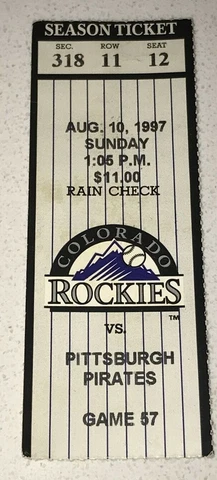 SEASON TICKET
SEC. ROW SEAT
318 11 12
AUG. 10, 1997
SUNDAY
1:05 P.M.
$11.00
RAIN CHECK
COLORADO
ROCKIES
TM
VS.
PITTSBURGH
PIRATES
GAME 57